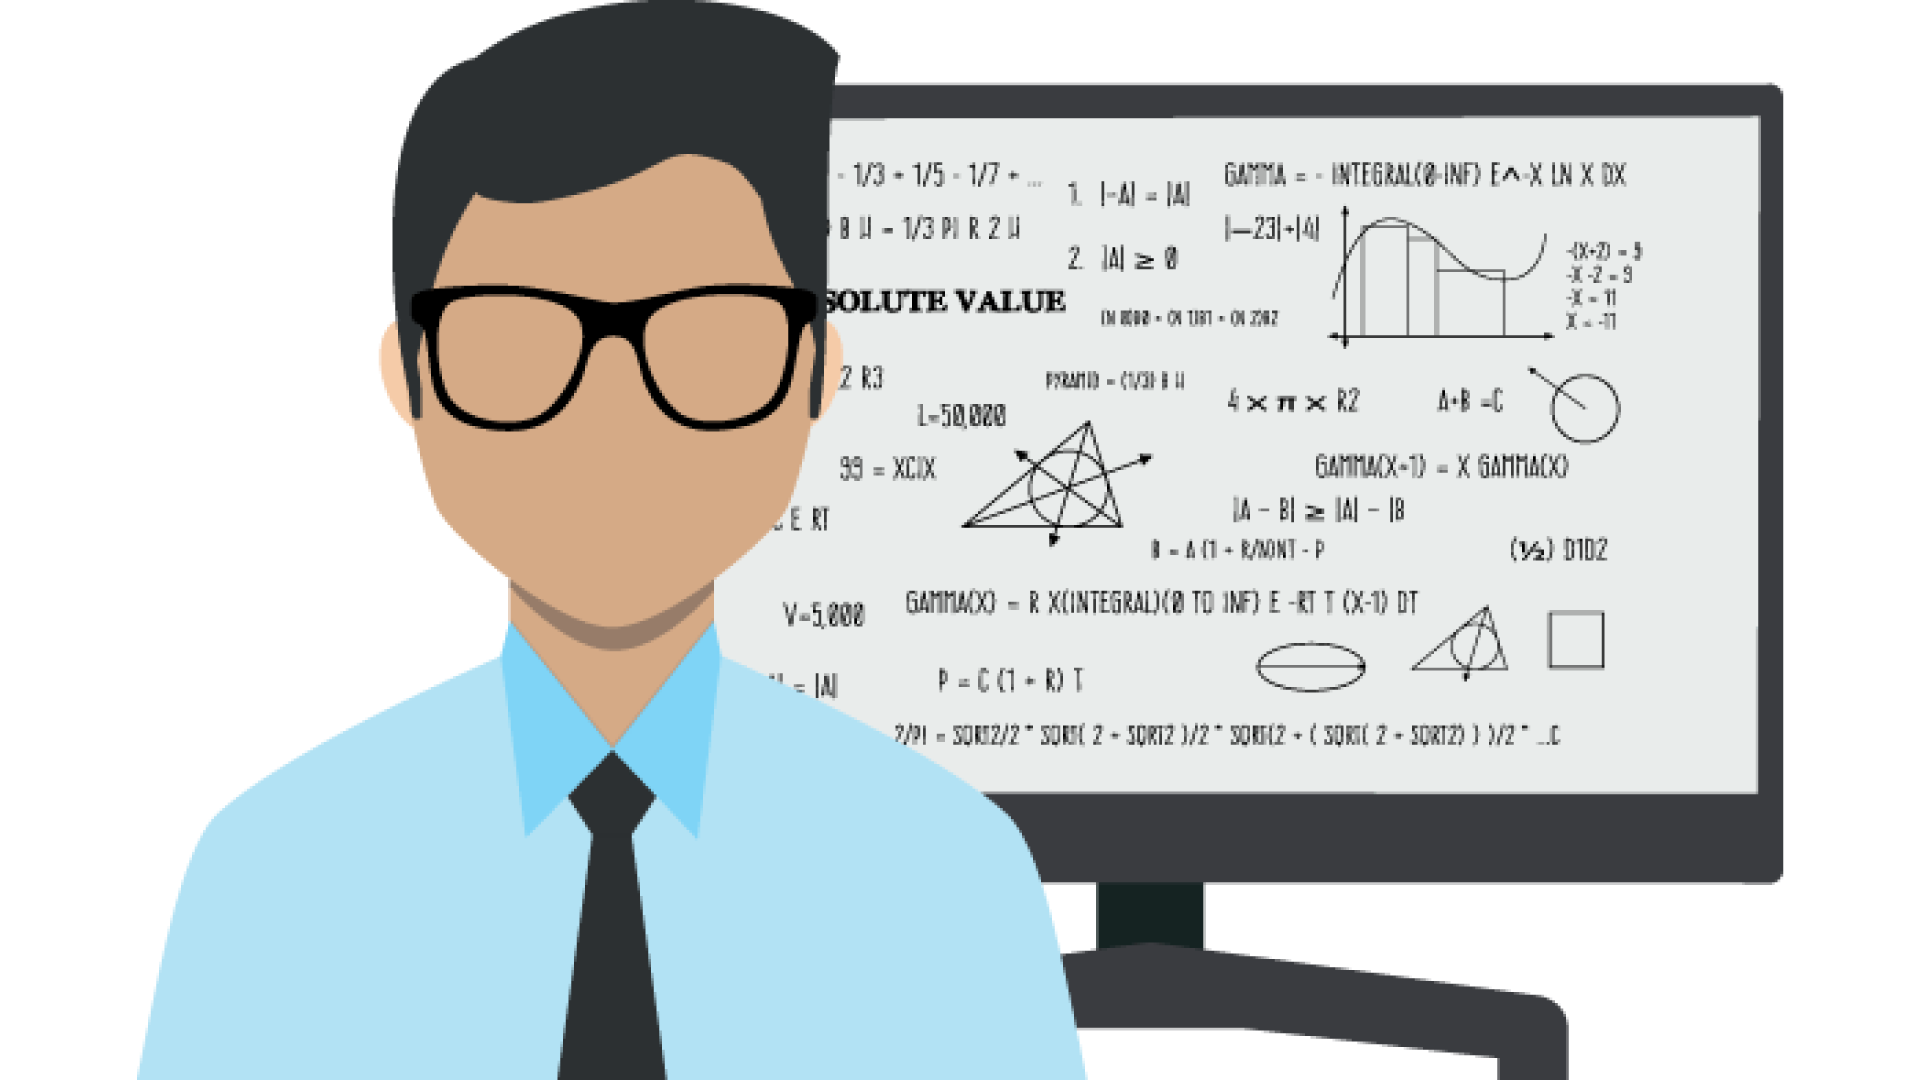 - 1/3 + 1/5 - 1/7 + ...
B H = 1/3 PI R 2 H
1. |-A| = |A|
2. |A| ≥ 0
GAMMA = - INTEGRAL(0-INF) E^-X LN X DX
|—23|+|4|
-(X+2) = 9
-X -2 = 9
-X = 11
X = -11
SOLUTE VALUE
2 R3
PYRAMID = (1/3) B H
L=50,000
4 × π × R2
A+B =C
99 = XCIX
GAMMA(X+1) = X GAMMA(X)
E RT
|A - B| ≥ |A| - |B
B = A (1 + R/N)NT - P
(½) D1D2
V=5,000
GAMMA(X) = R X(INTEGRAL)(0 TO INF) E -RT T (X-1) DT
= |A|
P = C (1 + R) T
2/PI = SQRT2/2 * SQRT( 2 + SQRT2 )/2 * SQRT(2 + ( SQRT( 2 + SQRT2) ) )/2 * ...C